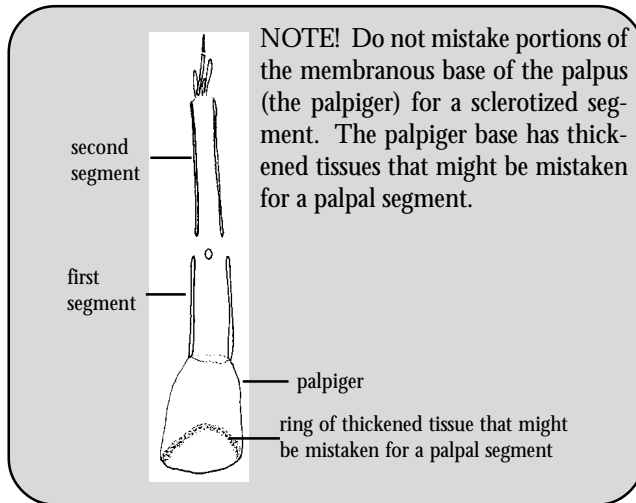 NOTE! Do not mistake portions of
the membranous base of the palpus
(the palpiger) for a sclerotized seg-
ment. The palpiger base has thick-
ened tissues that might be mistaken
for a palpal segment.
second
segment
first
segment
palpiger
ring of thickened tissue that might
be mistaken for a palpal segment